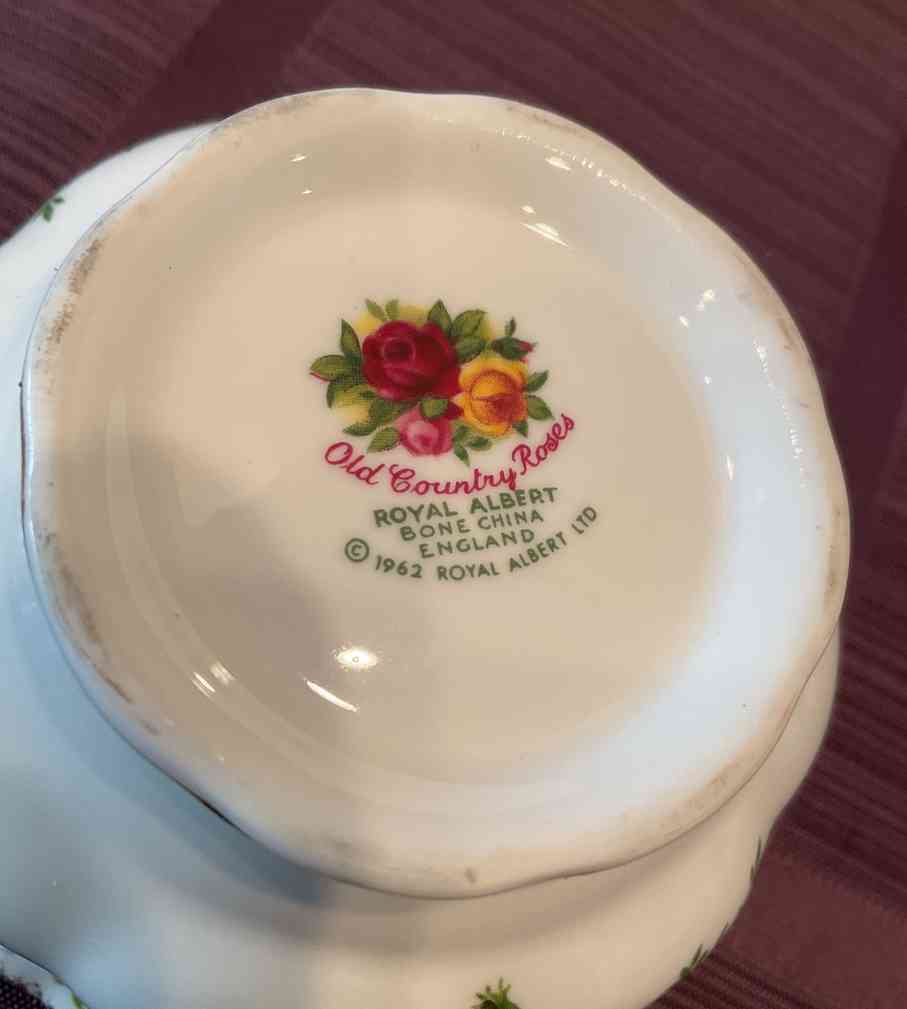 Old Country Roses
ROYAL ALBERT
BONE CHINA
ENGLAND
© 1962 ROYAL ALBERT LTD